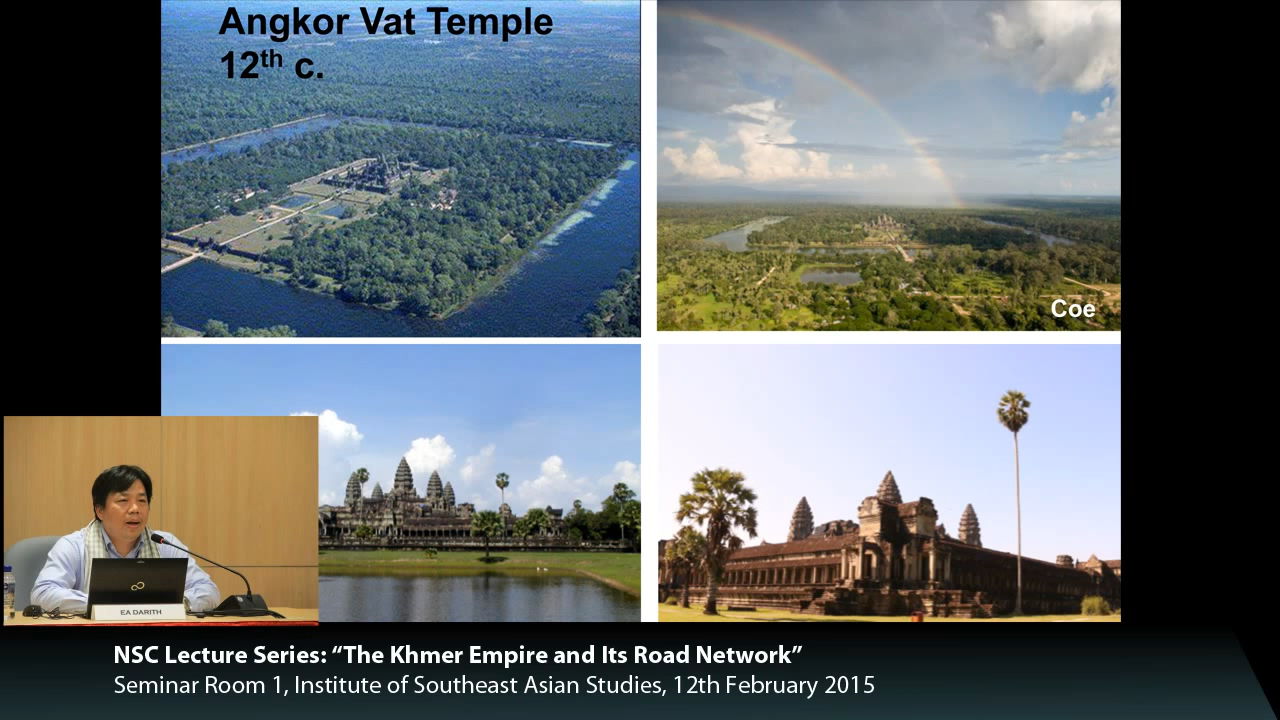 Angkor Vat Temple
12th c.
Coe
EA DARITH
NSC Lecture Series: “The Khmer Empire and Its Road Network”
Seminar Room 1, Institute of Southeast Asian Studies, 12th February 2015